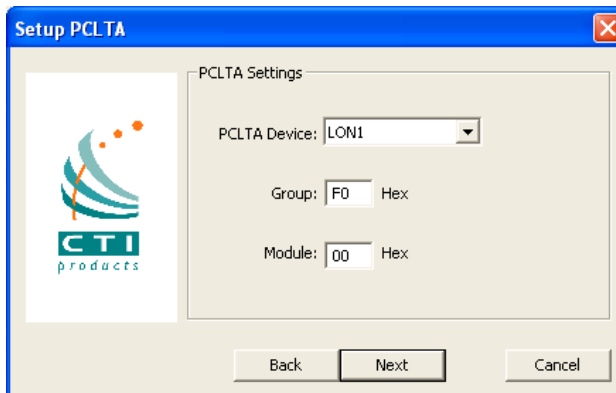 Setup PCLTA
PCLTA Settings
PCLTA Device: LON1
Group: F0 Hex
Module: 00 Hex
CTI
products
Back Next Cancel